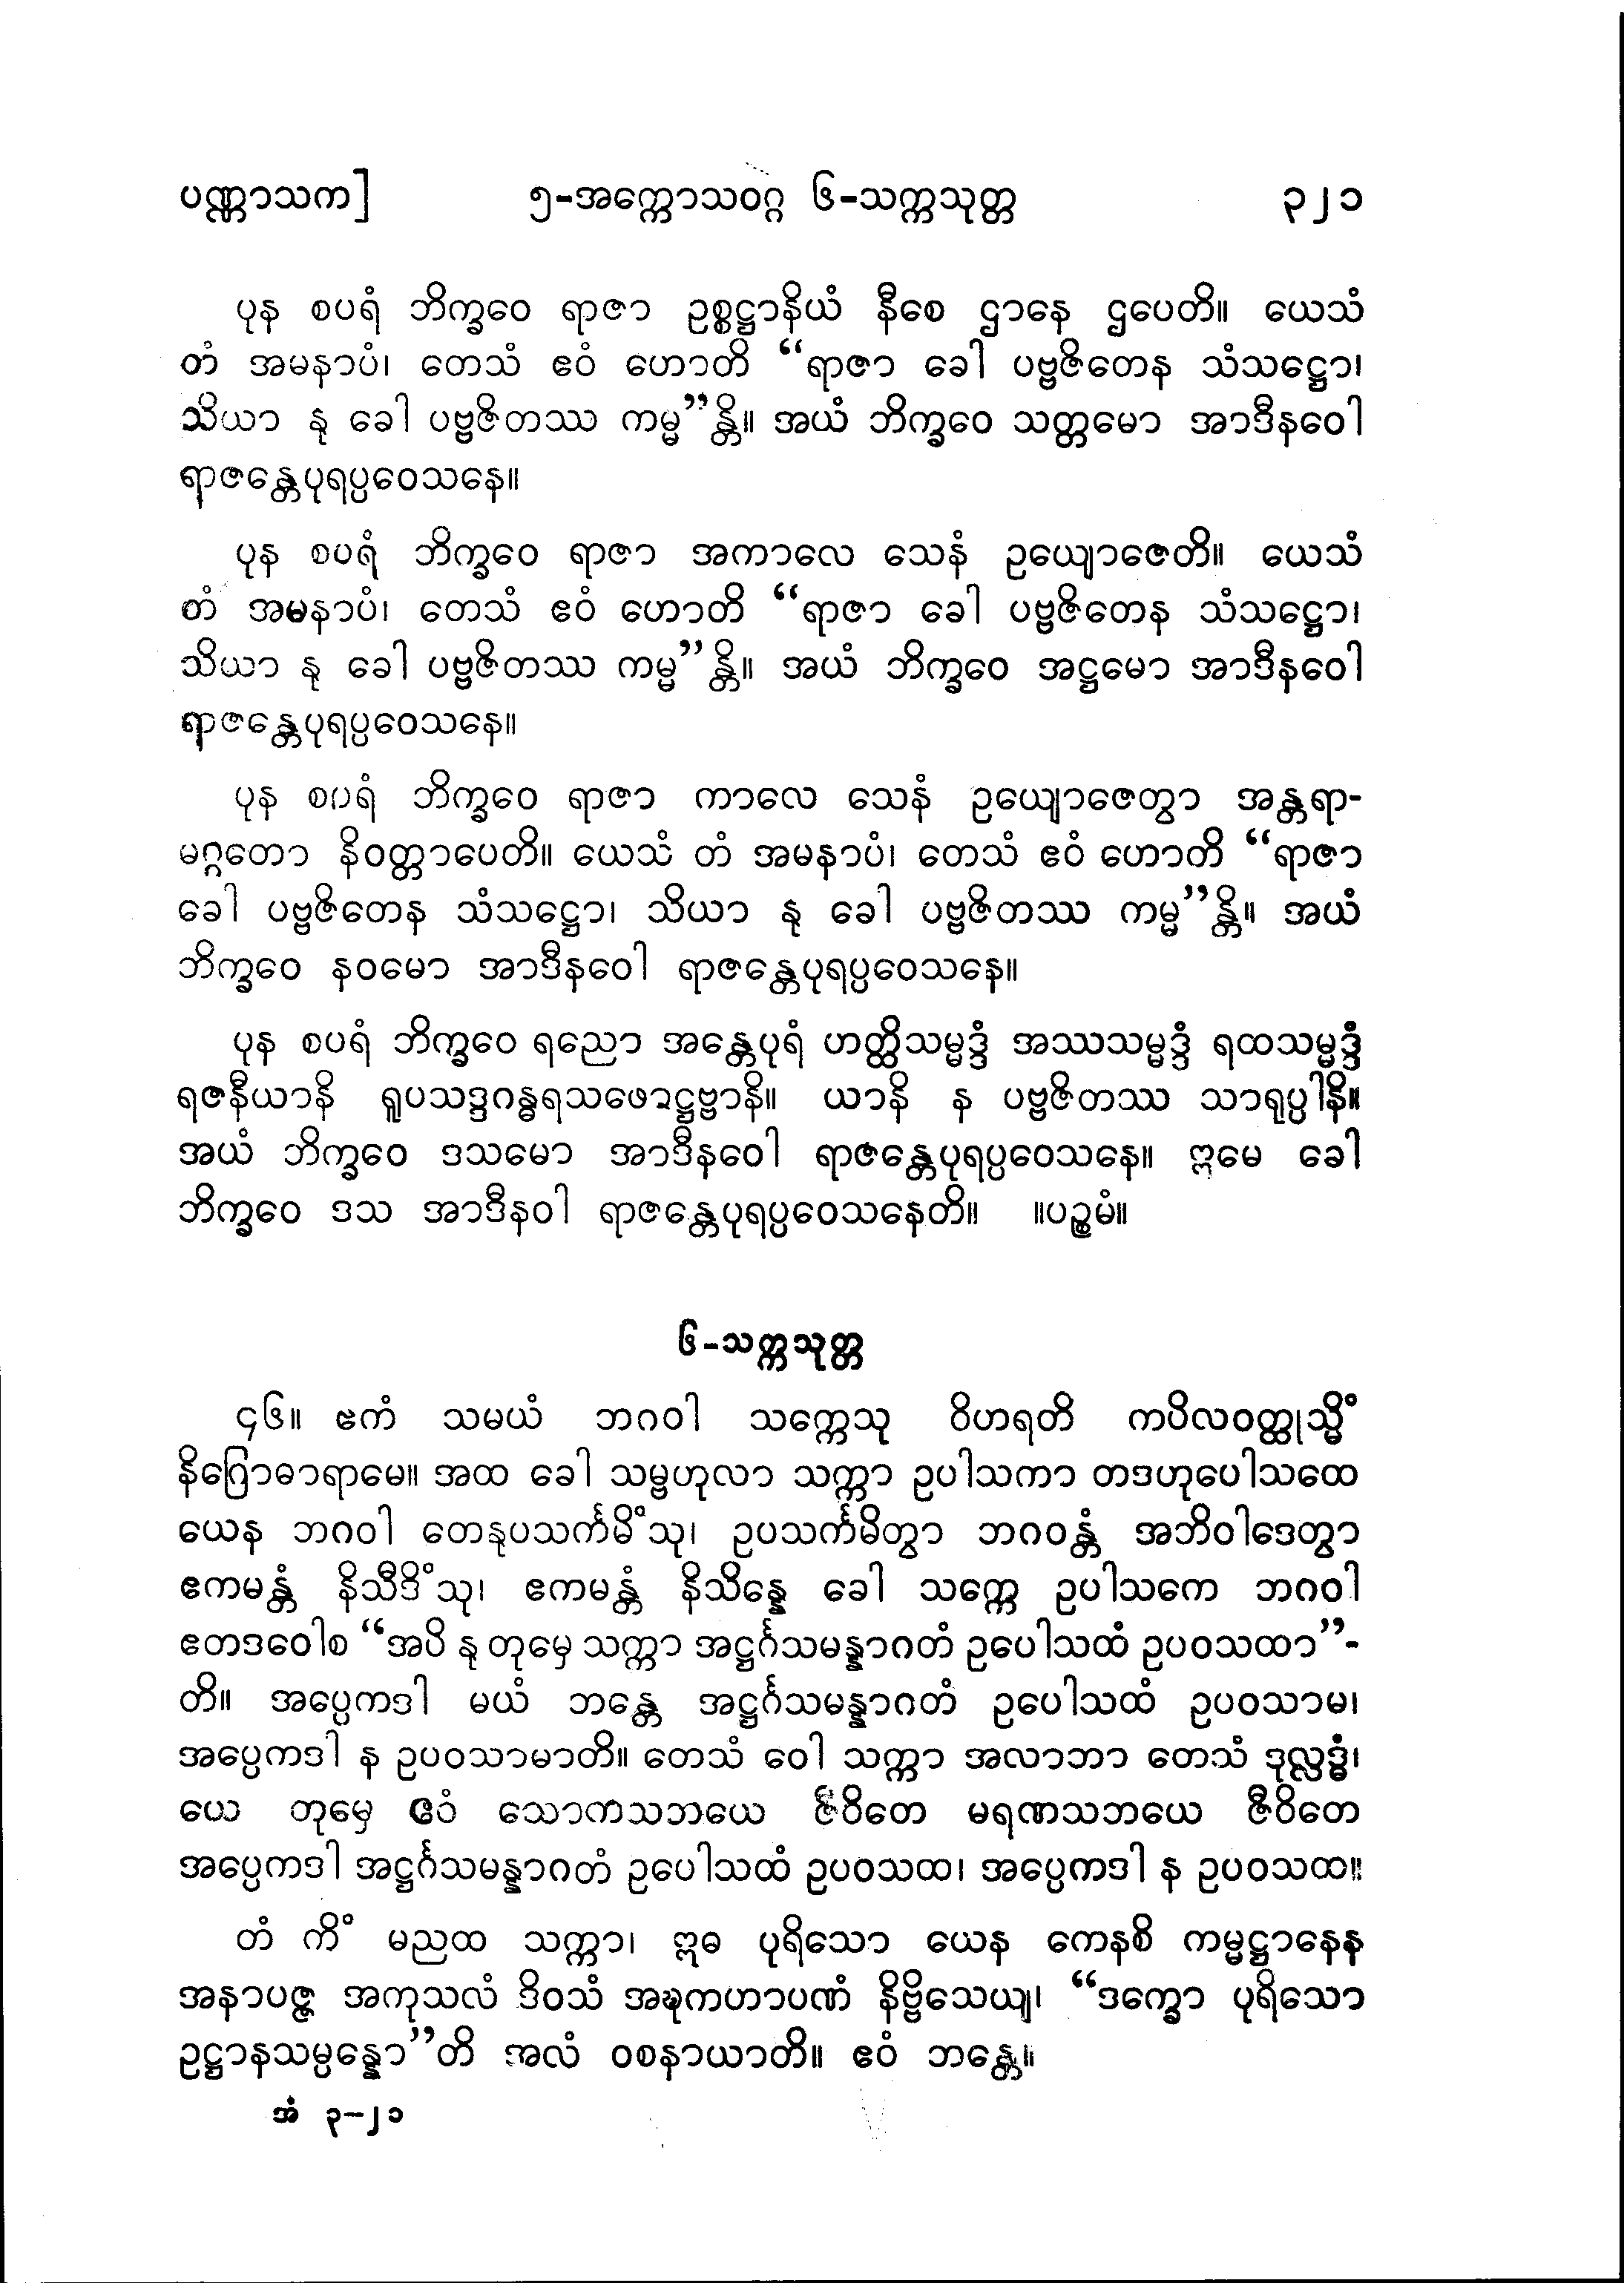 ပဏ္ဏာသက] ၅-အက္ကောသဝဂ္ဂ ၆-သက္ကသုတ္တ ၃၂၁
ပုန စပရံ ဘိက္ခဝေ ရာဇာ ဥစ္စဋ္ဌာနိယံ နီစေ ဌာနေ ဌပေတိ။ ယေသံ
တံ အမနာပံ၊ တေသံ ဧဝံ ဟောတိ “ရာဇာ ခေါ ပဗ္ဗဇိတေန သံသဋ္ဌော၊
သိယာ နု ခေါ ပဗ္ဗဇိတဿ ကမ္မ”န္တိ။ အယံ ဘိက္ခဝေ သတ္တမော အာဒီနဝေါ
ရာဇန္တေပုရပ္ပဝေသနေ။
ပုန စပရံ ဘိက္ခဝေ ရာဇာ အကာလေ သေနံ ဥယျောဇေတိ။ ယေသံ
တံ အမနာပံ၊ တေသံ ဧဝံ ဟောတိ “ရာဇာ ခေါ ပဗ္ဗဇိတေန သံသဋ္ဌော၊
သိယာ နု ခေါ ပဗ္ဗဇိတဿ ကမ္မ”န္တိ။ အယံ ဘိက္ခဝေ အဋ္ဌမော အာဒီနဝေါ
ရာဇန္တေပုရပ္ပဝေသနေ။
ပုန စပရံ ဘိက္ခဝေ ရာဇာ ကာလေ သေနံ ဥယျောဇေတွာ အန္တရာ-
မဂ္ဂတော နိဝတ္တာပေတိ။ ယေသံ တံ အမနာပံ၊ တေသံ ဧဝံ ဟောတိ “ရာဇာ
ခေါ ပဗ္ဗဇိတေန သံသဋ္ဌော၊ သိယာ နု ခေါ ပဗ္ဗဇိတဿ ကမ္မ”န္တိ။ အယံ
ဘိက္ခဝေ နဝမော အာဒီနဝေါ ရာဇန္တေပုရပ္ပဝေသနေ။
ပုန စပရံ ဘိက္ခဝေ ရညော အန္တေပုရံ ဟတ္ထိသမ္မဒ္ဒံ အဿသမ္မဒ္ဒံ ရထသမ္မဒ္ဒံ
ရဇနီယာနိ ရူပသဒ္ဒဂန္ဓရသဖောဋ္ဌဗ္ဗာနိ။ ယာနိ န ပဗ္ဗဇိတဿ သာရုပ္ပါနိ။
အယံ ဘိက္ခဝေ ဒသမော အာဒီနဝေါ ရာဇန္တေပုရပ္ပဝေသနေ။ ဣမေ ခေါ
ဘိက္ခဝေ ဒသ အာဒီနဝါ ရာဇန္တေပုရပ္ပဝေသနေတိ။ ။ပဉ္စမံ။
၆-သက္ကသုတ္တ
၄၆။ ဧကံ သမယံ ဘဂဝါ သက္ကေသု ဝိဟရတိ ကပိလဝတ္ထုသ္မိံ
နိဂြောဓာရာမေ။ အထ ခေါ သမ္ဗဟုလာ သက္ကာ ဥပါသကာ တဒဟုပေါသထေ
ယေန ဘဂဝါ တေနုပသင်္ကမိံသု၊ ဥပသင်္ကမိတွာ ဘဂဝန္တံ အဘိဝါဒေတွာ
ဧကမန္တံ နိသီဒိံသု၊ ဧကမန္တံ နိသိန္နေ ခေါ သက္ကေ ဥပါသကေ ဘဂဝါ
ဧတဒဝေါစ “အပိ နု တုမှေ သက္ကာ အဋ္ဌင်္ဂသမန္နာဂတံ ဥပေါသထံ ဥပဝသထာ”-
တိ။ အပ္ပေကဒါ မယံ ဘန္တေ အဋ္ဌင်္ဂသမန္နာဂတံ ဥပေါသထံ ဥပဝသာမ၊
အပ္ပေကဒါ န ဥပဝသာမာတိ။ တေသံ ဝေါ သက္ကာ အလာဘာ တေသံ ဒုလ္လဒ္ဓံ၊
ယေ တုမှေ ဧဝံ သောကသဘယေ ဇီဝိတေ မရဏသဘယေ ဇီဝိတေ
အပ္ပေကဒါ အဋ္ဌင်္ဂသမန္နာဂတံ ဥပေါသထံ ဥပဝသထ၊ အပ္ပေကဒါ န ဥပဝသထ။
တံ ကိံ မညထ သက္ကာ၊ ဣဓ ပုရိသော ယေန ကေနစိ ကမ္မဋ္ဌာနေန
အနာပဇ္ဇ အကုသလံ ဒိဝသံ အဍ္ဎကဟာပဏံ နိဗ္ဗိသေယျ၊ “ဒက္ခော ပုရိသော
ဥဋ္ဌာနသမ္ပန္နော”တိ အလံ ဝစနာယာတိ။ ဧဝံ ဘန္တေ။
အံ ၃-၂၁